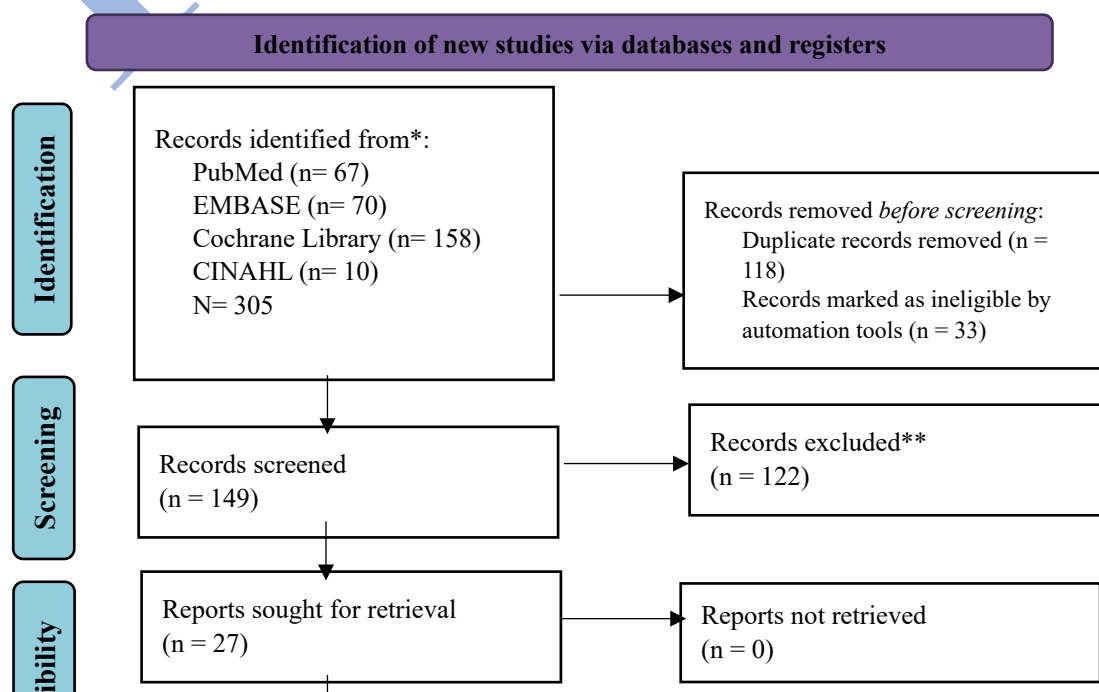 Identification of new studies via databases and registers
Identification
Records identified from*:
PubMed (n= 67)
EMBASE (n= 70)
Cochrane Library (n= 158)
CINAHL (n= 10)
N= 305
Records removed before screening:
Duplicate records removed (n =
118)
Records marked as ineligible by
automation tools (n = 33)
Screening
Records screened
(n = 149)
Records excluded**
(n = 122)
Reports sought for retrieval
(n = 27)
Reports not retrieved
(n = 0)
ibility